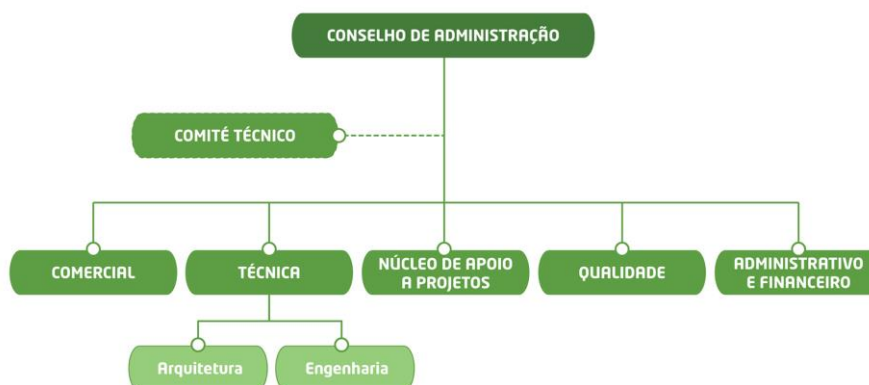 CONSELHO DE ADMINISTRAÇÃO
COMITÉ TÉCNICO
COMERCIAL
TÉCNICA
NÚCLEO DE APOIO
A PROJETOS
QUALIDADE
ADMINISTRATIVO
E FINANCEIRO
Arquitetura
Engenharia